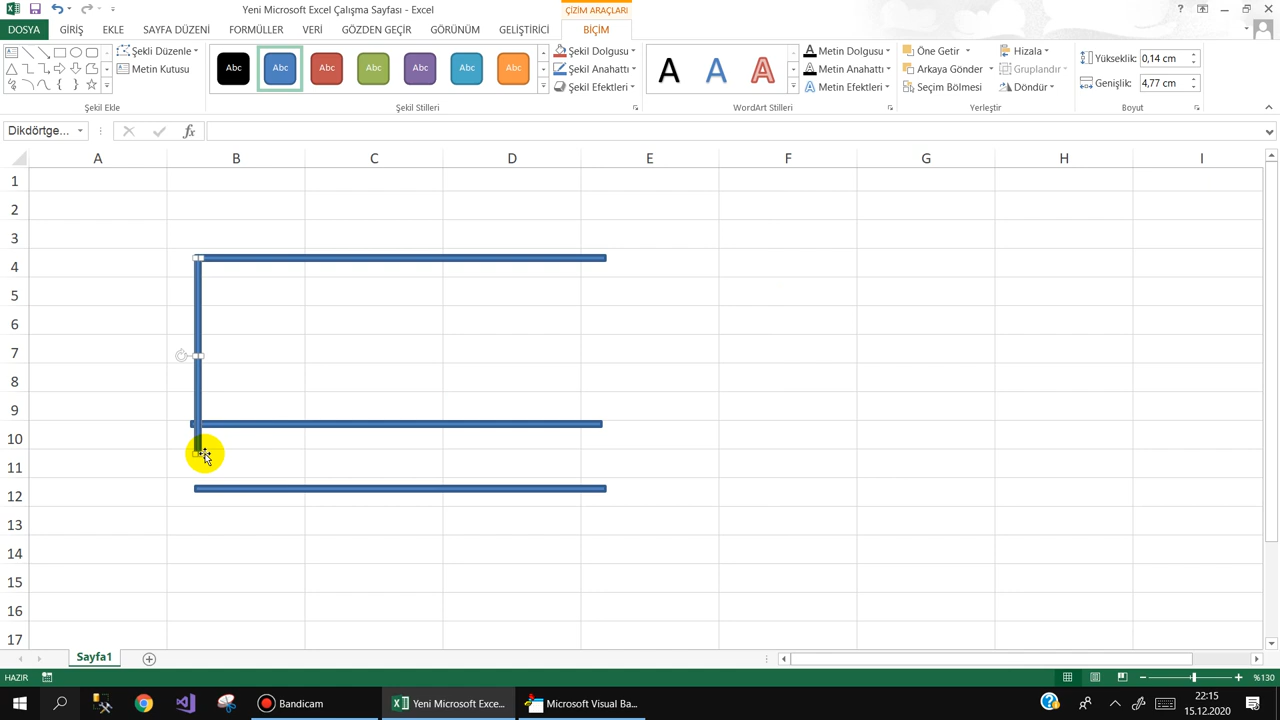 Yeni Microsoft Excel Çalışma Sayfası - Excel
ÇİZİM ARAÇLARI
DOSYA GİRİŞ EKLE SAYFA DÜZENİ FORMÜLLER VERİ GÖZDEN GEÇİR GÖRÜNÜM GELİŞTİRİCİ BİÇİM
Şekli Düzenle
Metin Kutusu
Şekil Ekle
Abc Abc Abc Abc Abc Abc Abc
Şekil Dolgusu
Şekil Anahattı
Şekil Efektleri
Şekil Stilleri
A A A
Metin Dolgusu
Metin Anahattı
Metin Efektleri
WordArt Stilleri
Öne Getir
Arkaya Gönder
Seçim Bölmesi
Hizala
Gruplandır
Döndür
Yerleştir
Yükseklik: 0,14 cm
Genişlik: 4,77 cm
Boyut
Dikdörtge... fx
A B C D E F G H I
1
2
3
4
5
6
7
8
9
10
11
12
13
14
15
16
17
Sayfa1
HAZIR
%130
Bandicam
Yeni Microsoft Exce...
Microsoft Visual Ba...
22:15
15.12.2020